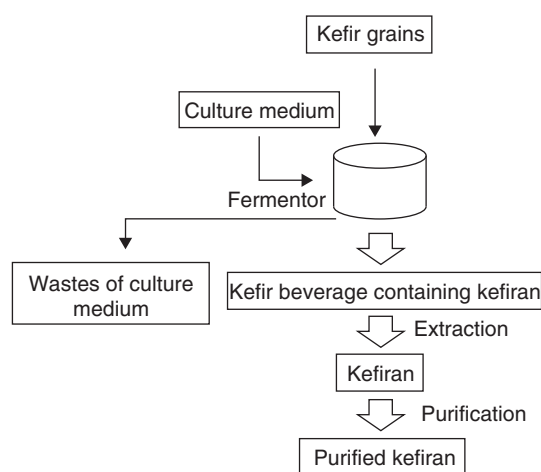 Kefir grains
Culture medium
Fermentor
Wastes of culture
medium
Kefir beverage containing kefiran
Extraction
Kefiran
Purification
Purified kefiran